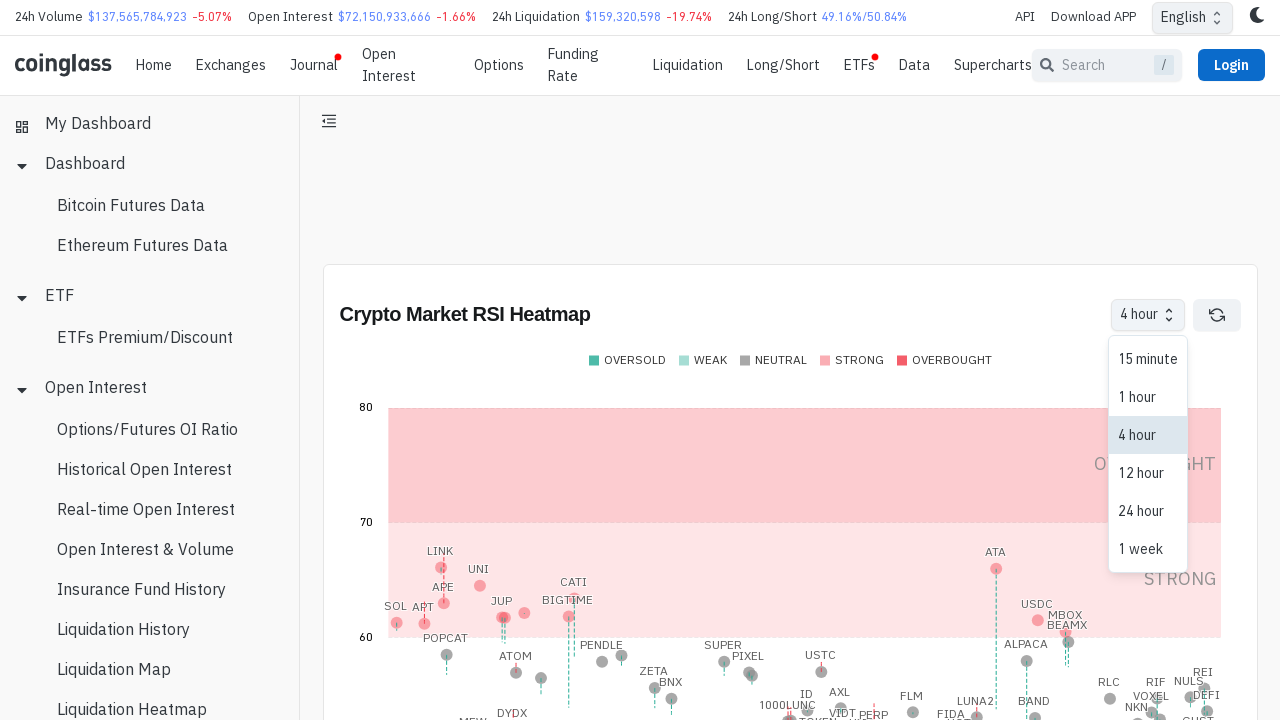 24h Volume $137,565,784,923 -5.07% Open Interest $72,150,933,666 -1.66% 24h Liquidation $159,320,598 -19.74% 24h Long/Short 49.16%/50.84% API Download APP English
coinglass Home Exchanges Journal Open Interest Options Funding Rate Liquidation Long/Short ETFs Data Supercharts Search / Login
My Dashboard
Dashboard
Bitcoin Futures Data
Ethereum Futures Data
ETF
ETFs Premium/Discount
Open Interest
Options/Futures OI Ratio
Historical Open Interest
Real-time Open Interest
Open Interest & Volume
Insurance Fund History
Liquidation History
Liquidation Map
Liquidation Heatmap
Crypto Market RSI Heatmap
4 hour
15 minute
1 hour
4 hour
12 hour
24 hour
1 week
OVERSOLD WEAK NEUTRAL STRONG OVERBOUGHT
80
70
STRONG
60
LINK
UNI
APE
SOL
APT
JUP
CATI
BIGTIME
ATA
USDC
MBOX
BEAMX
POPCAT
ATOM
PENDLE
SUPER
PIXEL
USTC
ALPACA
ZETA
BNX
ID
AXL
FLM
LUNA2
BAND
RLC
RIF
NULS
REI
1000LUNC
VIDT
PERP
FIDA
VOXEL
NKN
DEFI
DYDX